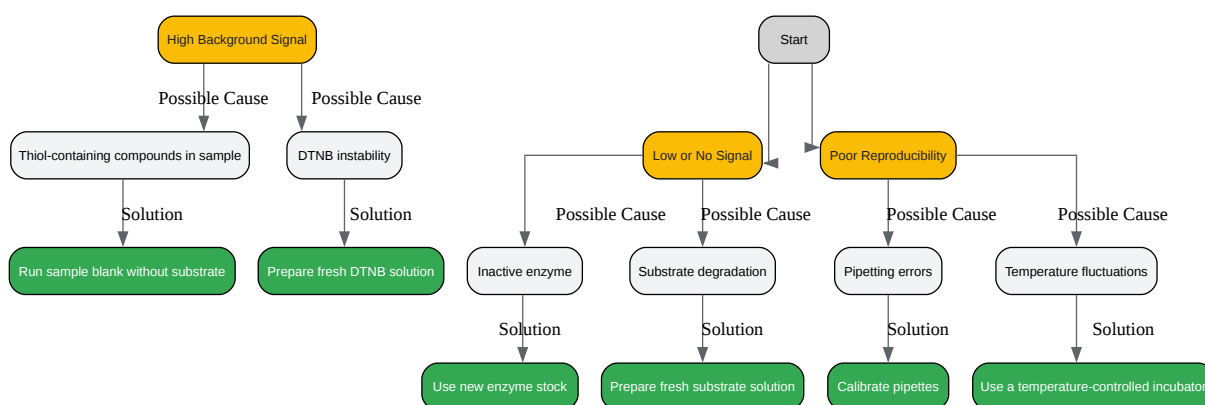 High Background Signal
Start
Possible Cause
Possible Cause
Thiol-containing compounds in sample
DTNB instability
Low or No Signal
Poor Reproducibility
Solution
Solution
Possible Cause
Possible Cause
Possible Cause
Possible Cause
Run sample blank without substrate
Prepare fresh DTNB solution
Inactive enzyme
Substrate degradation
Pipetting errors
Temperature fluctuations
Solution
Solution
Solution
Solution
Use new enzyme stock
Prepare fresh substrate solution
Calibrate pipettes
Use a temperature-controlled incubator